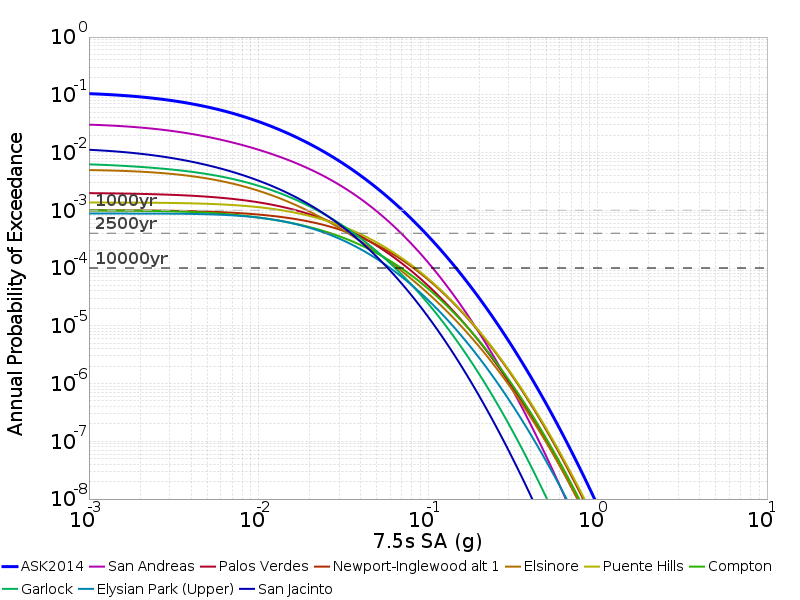 10^0
10^-1
10^-2
10^-3
10^-4
10^-5
10^-6
10^-7
10^-8
Annual Probability of Exceedance
1000yr
2500yr
10000yr
10^-3 10^-2 10^-1 10^0 10^1
7.5s SA (g)
ASK2014 San Andreas Palos Verdes Newport-Inglewood alt 1 Elsinore Puente Hills Compton
Garlock Elysian Park (Upper) San Jacinto